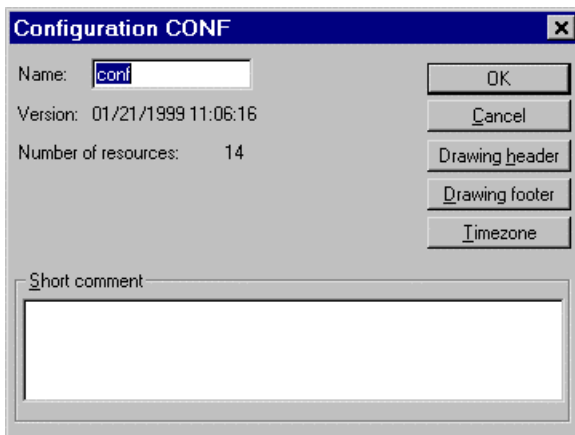 Configuration CONF
Name: conf
OK
Version: 01/21/1999 11:06:16
Cancel
Number of resources: 14
Drawing header
Drawing footer
Timezone
Short comment